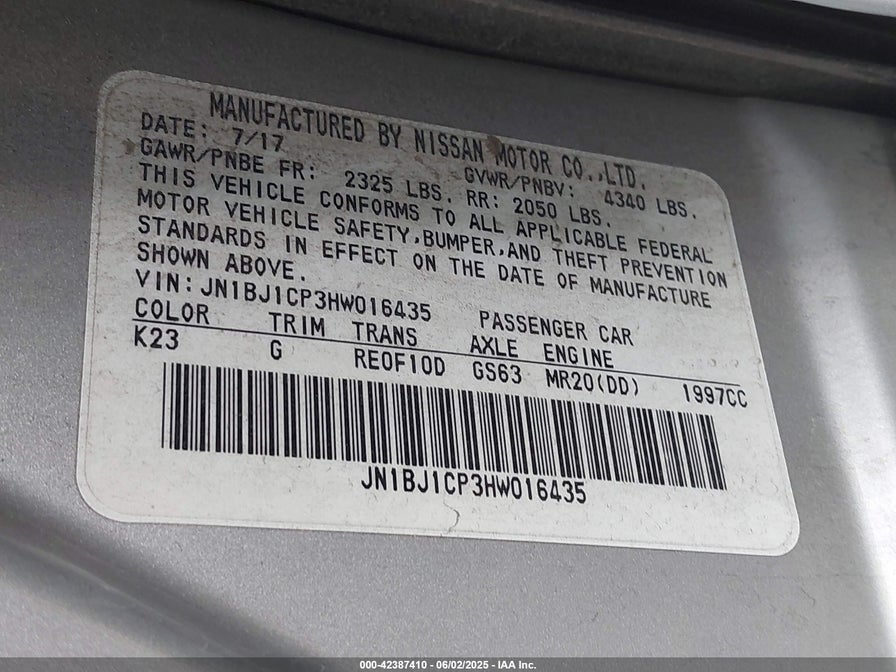 MANUFACTURED BY NISSAN MOTOR CO.,LTD.
DATE: 7/17 GVWR/PNBV: 4340 LBS.
GAWR/PNBE FR: 2325 LBS. RR: 2050 LBS.
THIS VEHICLE CONFORMS TO ALL APPLICABLE FEDERAL
MOTOR VEHICLE SAFETY,BUMPER,AND THEFT PREVENTION
STANDARDS IN EFFECT ON THE DATE OF MANUFACTURE
SHOWN ABOVE.
VIN:JN1BJ1CP3HW016435 PASSENGER CAR
COLOR TRIM TRANS AXLE ENGINE
K23 G RE0F10D GS63 MR20(DD) 1997CC
JN1BJ1CP3HW016435
000-42387410 - 06/02/2025 - IAA Inc.